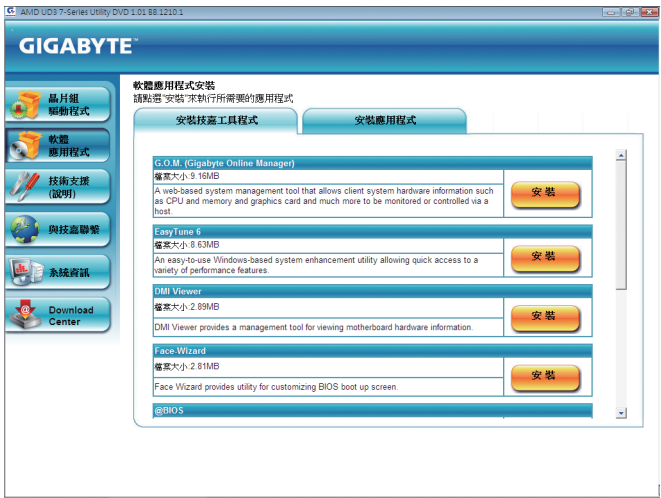 AMD UD3 7-Series Utility DVD 1.01 B8.1210.1
GIGABYTE™
晶片組
驅動程式
軟體
應用程式
技術支援
(說明)
與技嘉聯繫
系統資訊
Download
Center
軟體應用程式安裝
請點選"安裝"來執行所需要的應用程式
安裝技嘉工具程式
安裝應用程式
G.O.M. (Gigabyte Online Manager)
檔案大小:9.16MB
A web-based system management tool that allows client system hardware information such
as CPU and memory and graphics card and much more to be monitored or controlled via a
host.
安裝
EasyTune 6
檔案大小:8.63MB
An easy-to-use Windows-based system enhancement utility allowing quick access to a
variety of performance features.
安裝
DMI Viewer
檔案大小:2.89MB
DMI Viewer provides a management tool for viewing motherboard hardware information.
安裝
Face-Wizard
檔案大小:2.81MB
Face Wizard provides utility for customizing BIOS boot up screen.
安裝
@BIOS